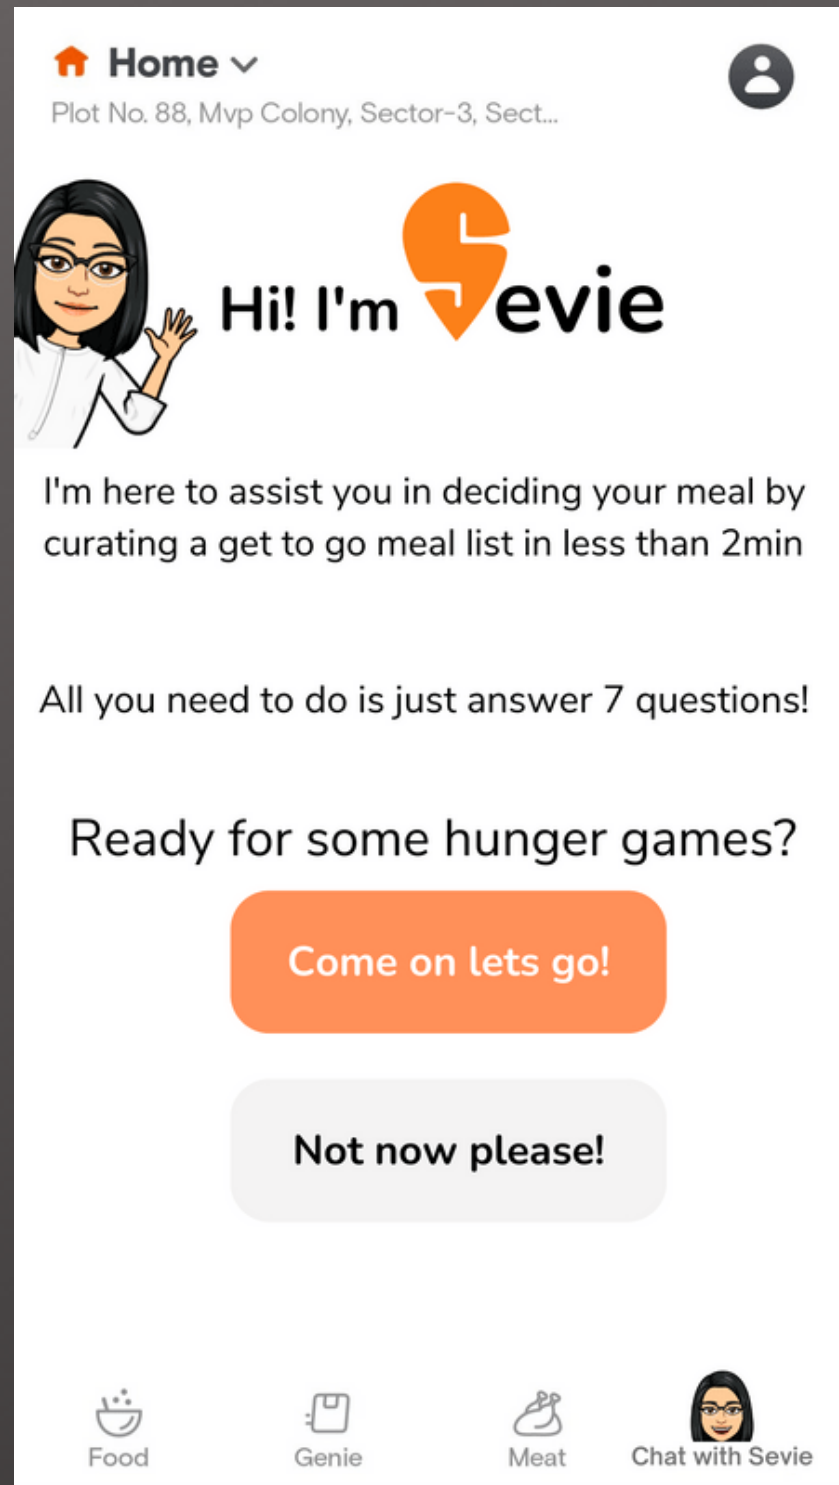 Home
Plot No. 88, Mvp Colony, Sector-3, Sect...
Hi! I'm Sevie
I'm here to assist you in deciding your meal by
curating a get to go meal list in less than 2min
All you need to do is just answer 7 questions!
Ready for some hunger games?
Come on lets go!
Not now please!
Food
Genie
Meat
Chat with Sevie